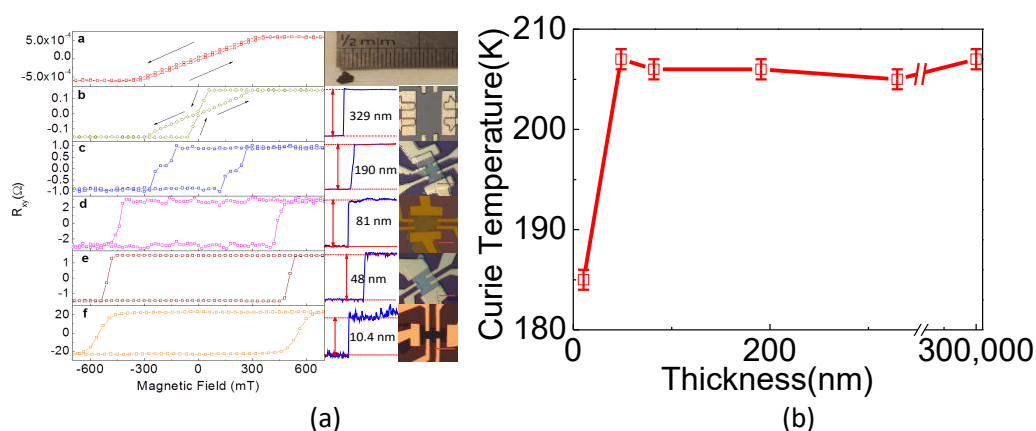 a
5.0x10⁻⁴
0.0
-5.0x10⁻⁴
½ mm
b
0.1
0.0
-0.1
329 nm
c
1.0
0.5
0.0
-0.5
-1.0
190 nm
R_xy(Ω)
d
2
0
-2
81 nm
e
1
0
-1
48 nm
f
20
0
-20
10.4 nm
-600 -300 0 300 600
Magnetic Field (mT)
(a)
Curie Temperature(K)
210
200
190
180
0 200 300,000
Thickness(nm)
(b)